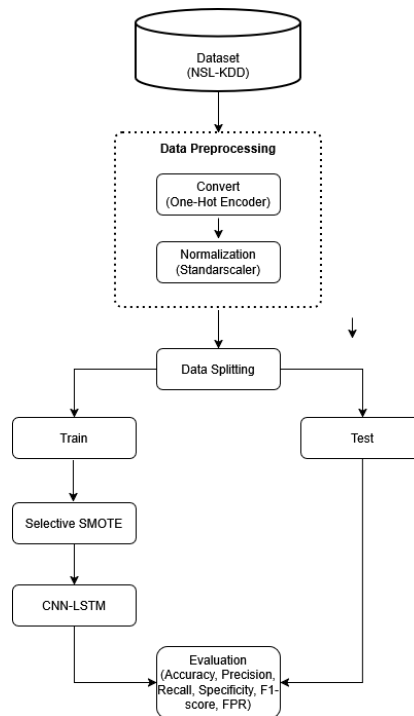 Dataset
(NSL-KDD)
Data Preprocessing
Convert
(One-Hot Encoder)
Normalization
(Standarscaler)
Data Splitting
Train
Test
Selective SMOTE
CNN-LSTM
Evaluation
(Accuracy, Precision,
Recall, Specificity, F1-
score, FPR)